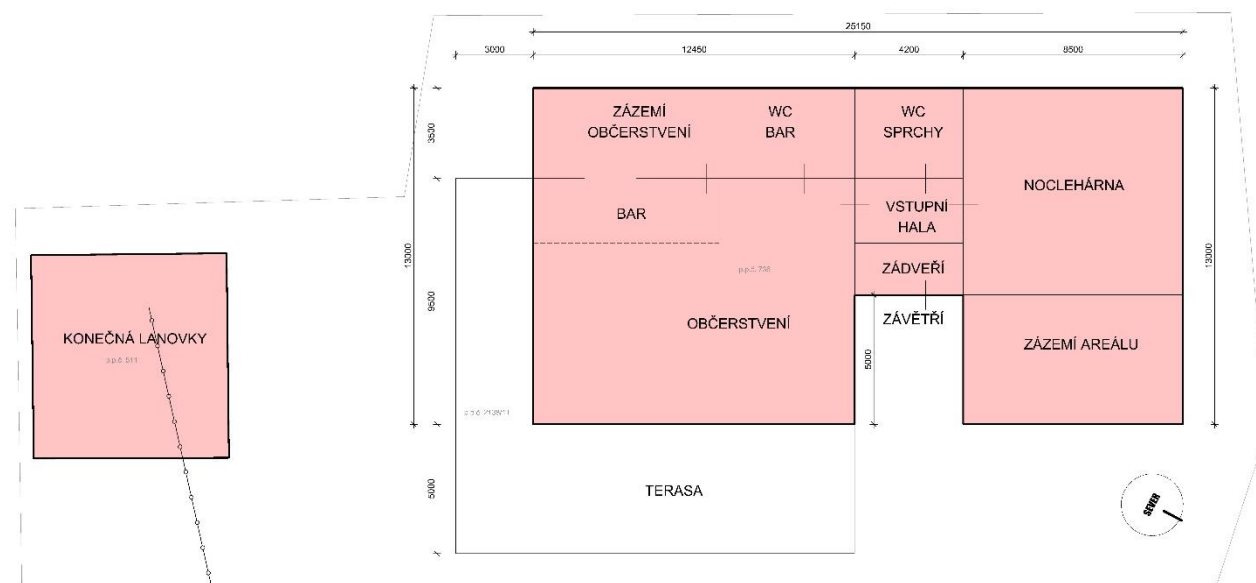 25150
3000
12450
4200
8500
ZÁZEMÍ
OBČERSTVENÍ
WC
BAR
WC
SPRCHY
3500
NOCLEHÁRNA
BAR
VSTUPNÍ
HALA
13000
13000
ZÁDVEŘÍ
9500
OBČERSTVENÍ
ZÁVĚTŘÍ
KONEČNÁ LANOVKY
ZÁZEMÍ AREÁLU
5000
TERASA
5000
SEVER